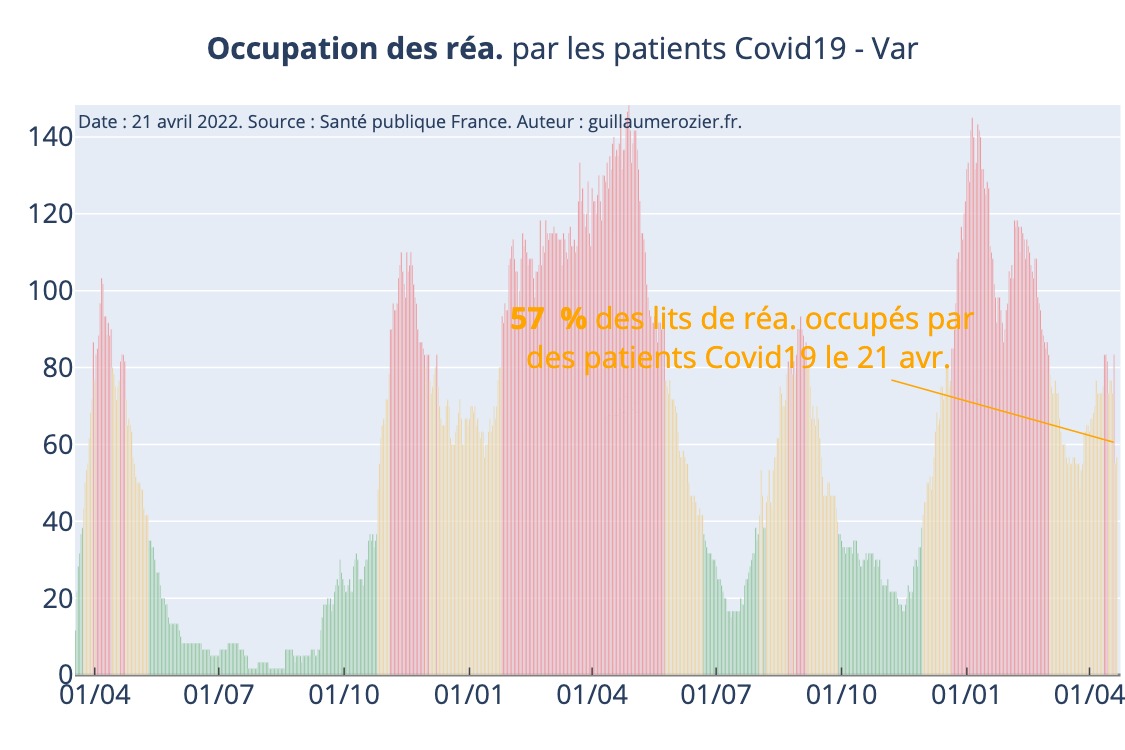 Occupation des réa. par les patients Covid19 - Var
Date : 21 avril 2022. Source : Santé publique France. Auteur : guillaumerozier.fr.
140
120
100
80
60
40
20
0
57 % des lits de réa. occupés par
des patients Covid19 le 21 avr.
01/04 01/07 01/10 01/01 01/04 01/07 01/10 01/01 01/04